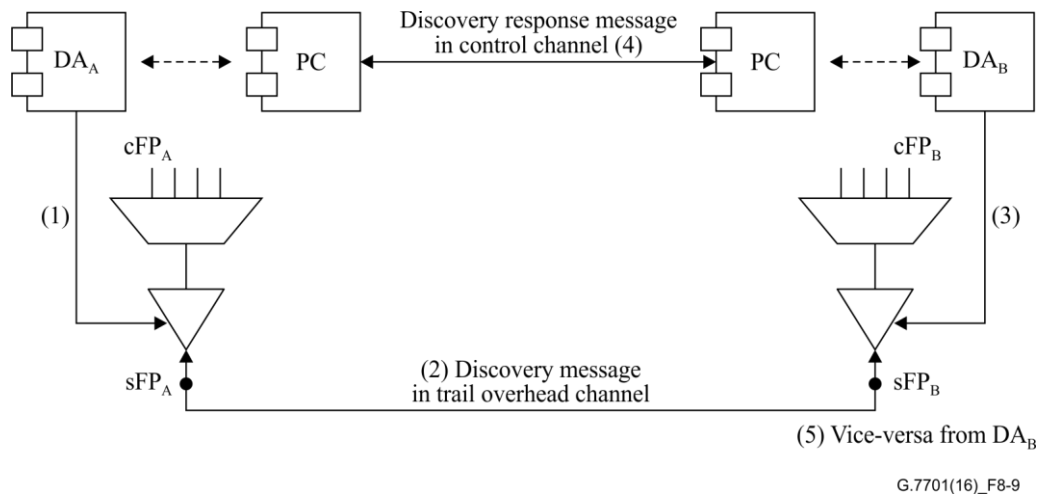 Discovery response message
in control channel (4)
DA_A
PC
PC
DA_B
cFP_A
cFP_B
(1)
(3)
(2) Discovery message
in trail overhead channel
sFP_A
sFP_B
(5) Vice-versa from DA_B
G.7701(16)_F8-9